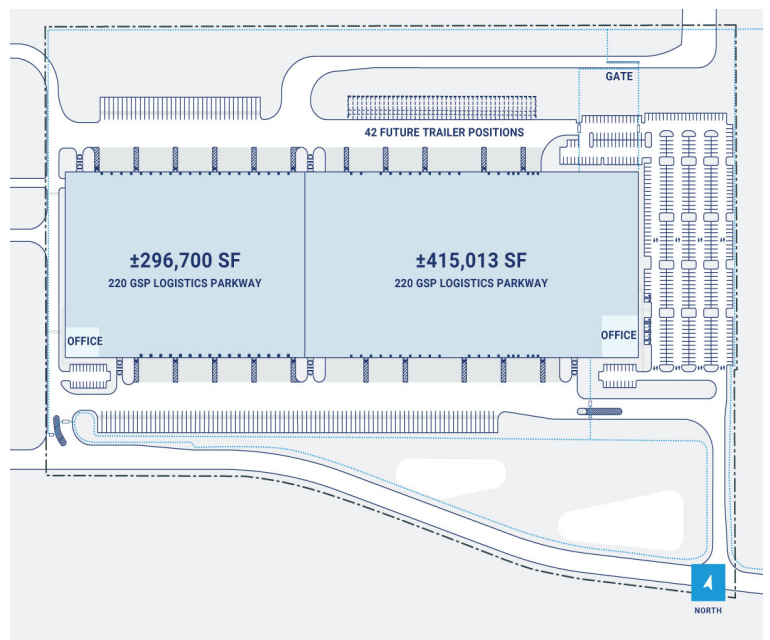 GATE
42 FUTURE TRAILER POSITIONS
±296,700 SF
220 GSP LOGISTICS PARKWAY
±415,013 SF
220 GSP LOGISTICS PARKWAY
OFFICE
OFFICE
NORTH